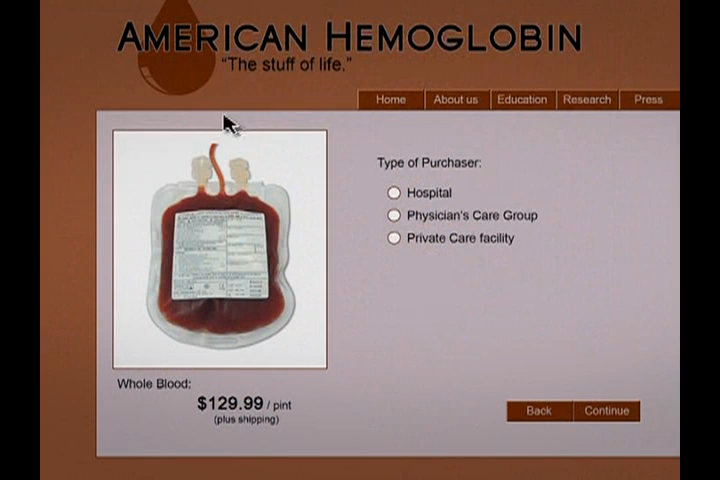 AMERICAN HEMOGLOBIN
“The stuff of life.”
Home About us Education Research Press
Type of Purchaser:
Hospital
Physician's Care Group
Private Care facility
Whole Blood:
$129.99 / pint
(plus shipping)
Back Continue